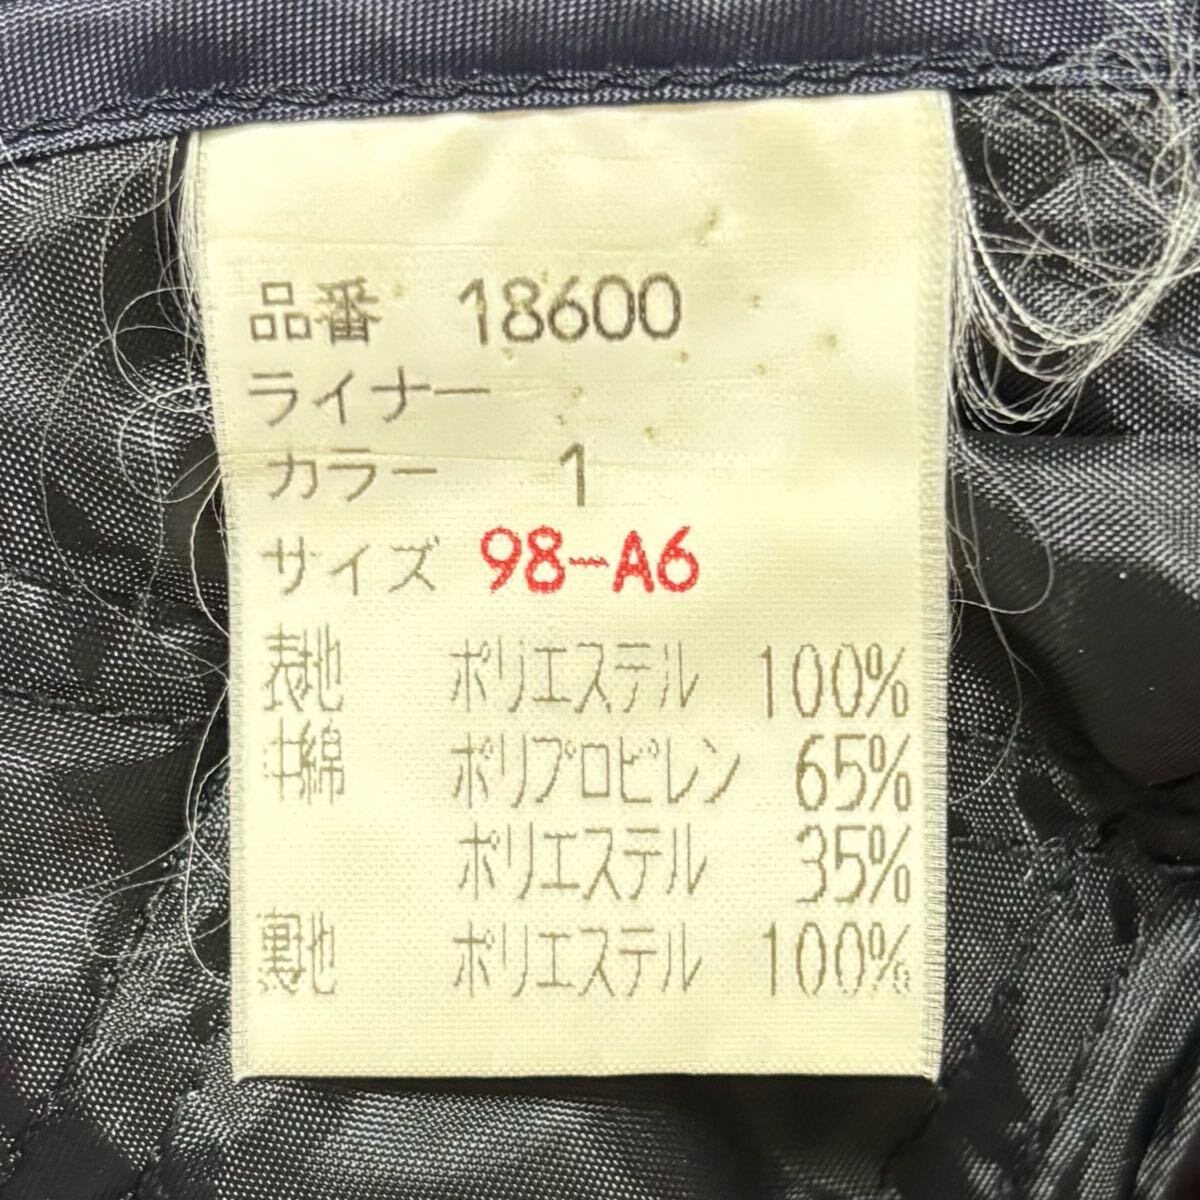 品番 18600
ライナー
カラー 1
サイズ 98-A6
表地 ポリエステル 100%
中綿 ポリプロピレン 65%
ポリエステル 35%
裏地 ポリエステル 100%